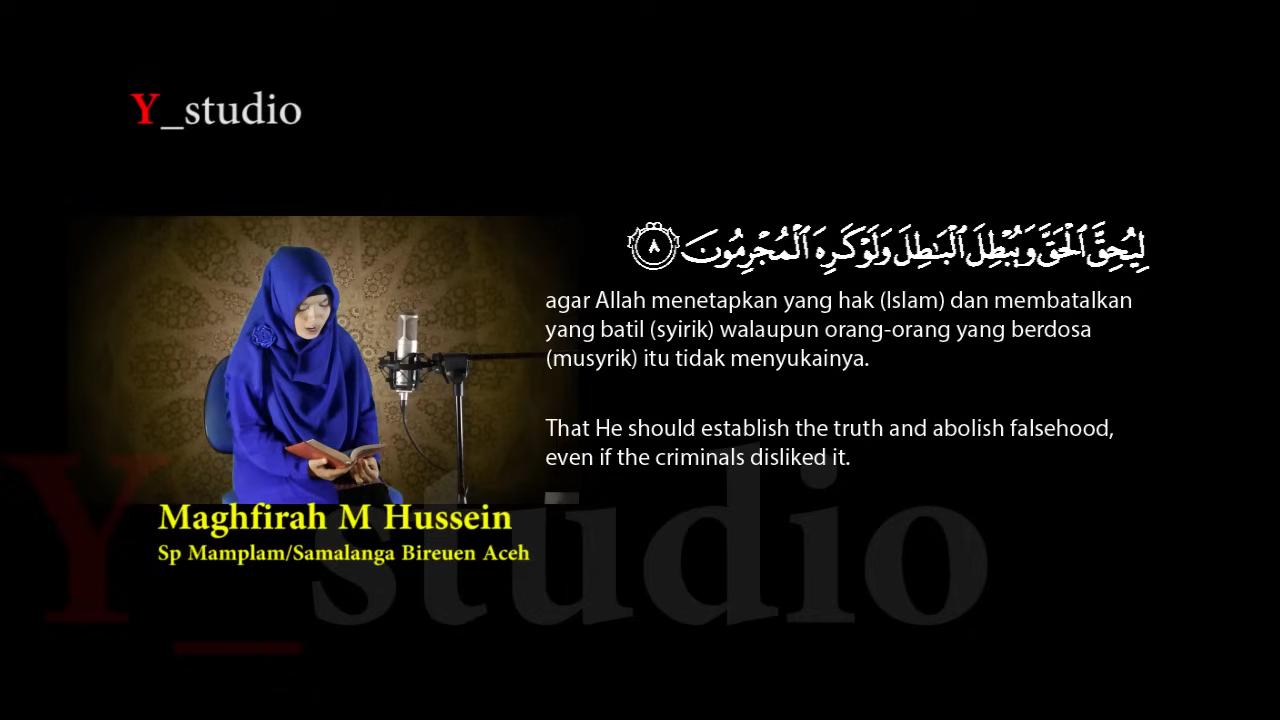 Y_studio
لِيُحِقَّ ٱلْحَقَّ وَيُبْطِلَ ٱلْبَٰطِلَ وَلَوْ كَرِهَ ٱلْمُجْرِمُونَ ٨
agar Allah menetapkan yang hak (Islam) dan membatalkan
yang batil (syirik) walaupun orang-orang yang berdosa
(musyrik) itu tidak menyukainya.
That He should establish the truth and abolish falsehood,
even if the criminals disliked it.
Maghfirah M Hussein
Sp Mamplam/Samalanga Bireuen Aceh
Y_studio